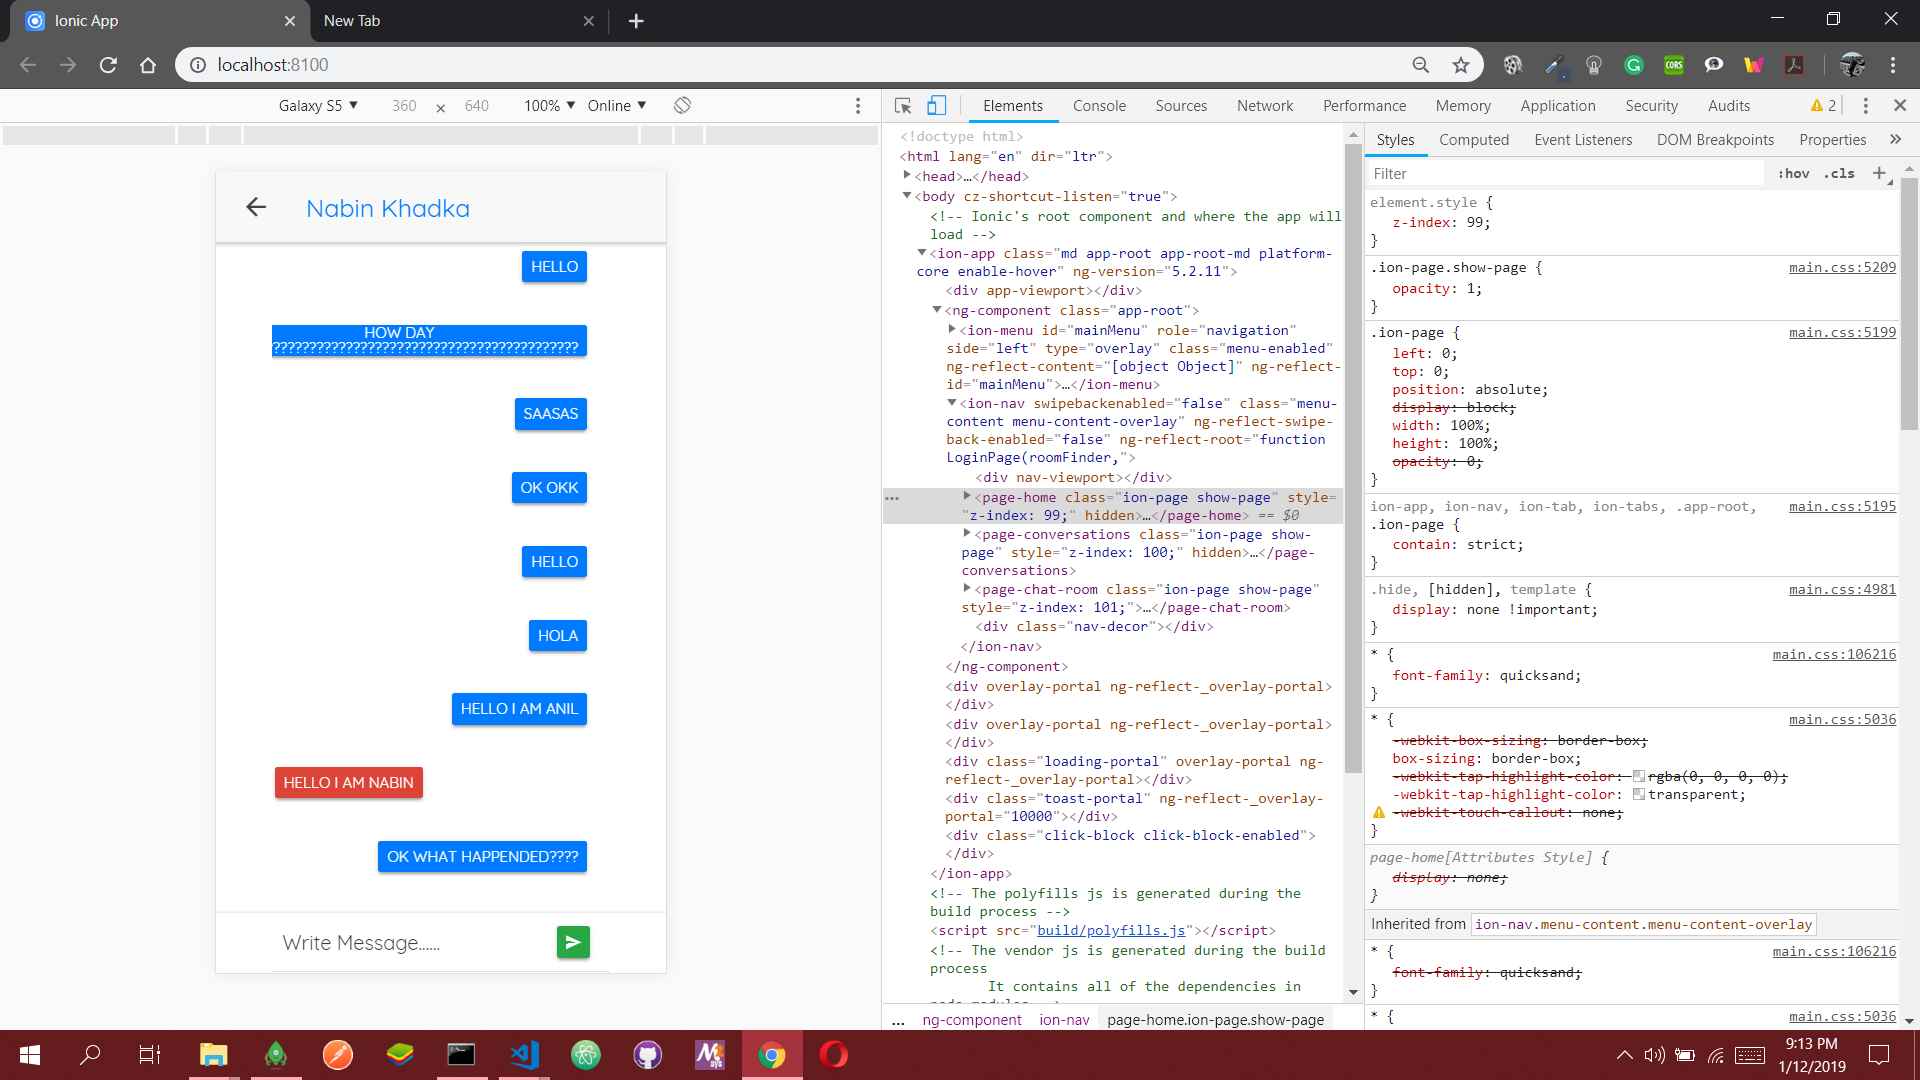 Ionic App
New Tab
localhost:8100
Galaxy S5 ▼ 360 × 640 100% ▼ Online ▼
Nabin Khadka
HELLO
HOW DAY
??????????????????????????????????????????
SAASAS
OK OKK
HELLO
HOLA
HELLO I AM ANIL
HELLO I AM NABIN
OK WHAT HAPPENDED????
Write Message......
Elements Console Sources Network Performance Memory Application Security Audits 2
<!doctype html>
<html lang="en" dir="ltr">
<head>…</head>
<body cz-shortcut-listen="true">
<!-- Ionic's root component and where the app will
load -->
<ion-app class="md app-root app-root-md platform-
core enable-hover" ng-version="5.2.11">
<div app-viewport></div>
<ng-component class="app-root">
<ion-menu id="mainMenu" role="navigation"
side="left" type="overlay" class="menu-enabled"
ng-reflect-content="[object Object]" ng-reflect-
id="mainMenu">…</ion-menu>
<ion-nav swipebackenabled="false" class="menu-
content menu-content-overlay" ng-reflect-swipe-
back-enabled="false" ng-reflect-root="function
LoginPage(roomFinder,">
<div nav-viewport></div>
<page-home class="ion-page show-page" style=
"z-index: 99;" hidden>…</page-home> == $0
<page-conversations class="ion-page show-
page" style="z-index: 100;" hidden>…</page-
conversations>
<page-chat-room class="ion-page show-page"
style="z-index: 101;">…</page-chat-room>
<div class="nav-decor"></div>
</ion-nav>
</ng-component>
<div overlay-portal ng-reflect-_overlay-portal>
</div>
<div overlay-portal ng-reflect-_overlay-portal>
</div>
<div class="loading-portal" overlay-portal ng-
reflect-_overlay-portal></div>
<div class="toast-portal" ng-reflect-_overlay-
portal="10000"></div>
<div class="click-block click-block-enabled">
</div>
</ion-app>
<!-- The polyfills js is generated during the
build process -->
<script src="build/polyfills.js"></script>
<!-- The vendor js is generated during the build
process
It contains all of the dependencies in
... ng-component ion-nav page-home.ion-page.show-page
Styles Computed Event Listeners DOM Breakpoints Properties »
Filter :hov .cls +
element.style {
z-index: 99;
}
.ion-page.show-page { main.css:5209
opacity: 1;
}
.ion-page { main.css:5199
left: 0;
top: 0;
position: absolute;
display: block;
width: 100%;
height: 100%;
opacity: 0;
}
ion-app, ion-nav, ion-tab, ion-tabs, .app-root, main.css:5195
.ion-page {
contain: strict;
}
.hide, [hidden], template { main.css:4981
display: none !important;
}
* { main.css:106216
font-family: quicksand;
}
* { main.css:5036
-webkit-box-sizing: border-box;
box-sizing: border-box;
-webkit-tap-highlight-color: rgba(0, 0, 0, 0);
-webkit-tap-highlight-color: transparent;
-webkit-touch-callout: none;
}
page-home[Attributes Style] {
display: none;
}
Inherited from ion-nav.menu-content.menu-content-overlay
* { main.css:106216
font-family: quicksand;
}
* { main.css:5036
9:13 PM
1/12/2019